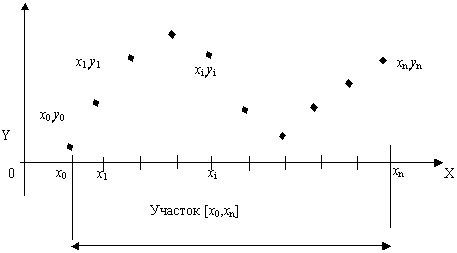 x₁,y₁
xᵢ,yᵢ
xₙ,yₙ
x₀,y₀
Y
0
x₀
x₁
xᵢ
xₙ
X
Участок [x₀,xₙ]